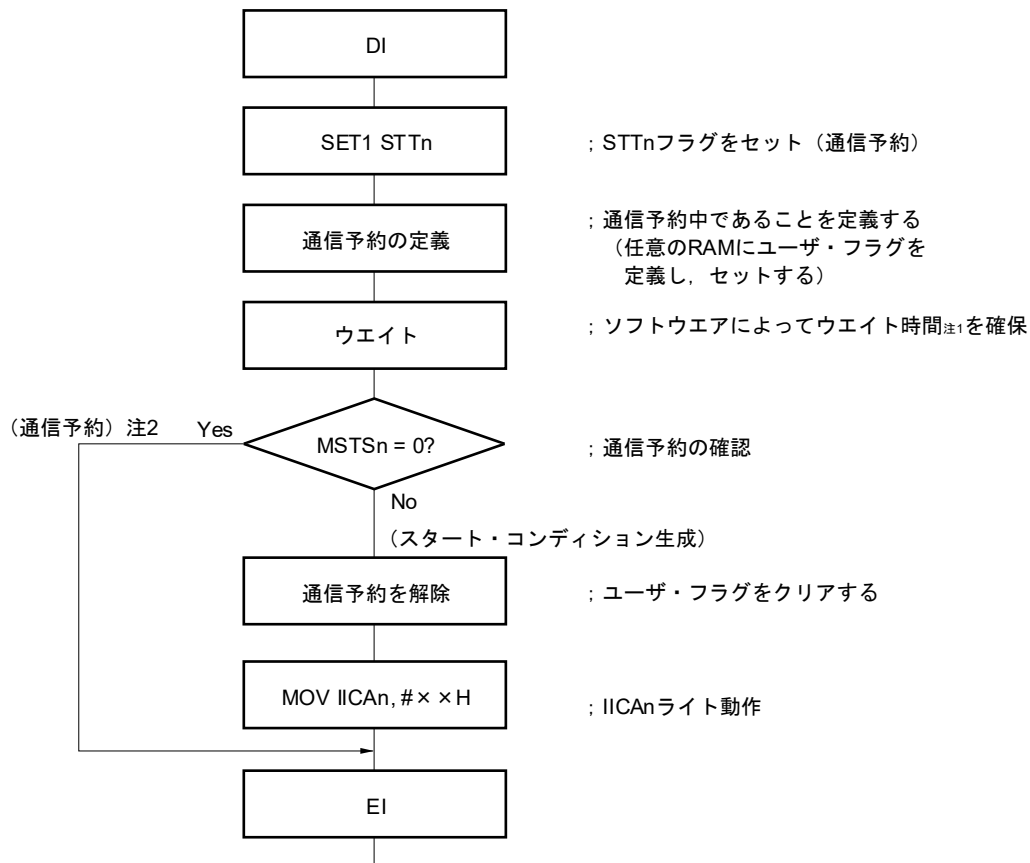 DI
SET1 STTn
；STTnフラグをセット（通信予約）
通信予約の定義
；通信予約中であることを定義する
（任意のRAMにユーザ・フラグを
定義し，セットする）
ウエイト
；ソフトウエアによってウエイト時間注1を確保
（通信予約）注2 Yes
MSTSn = 0?
；通信予約の確認
No
（スタート・コンディション生成）
通信予約を解除
；ユーザ・フラグをクリアする
MOV IICAn, #××H
；IICAnライト動作
EI